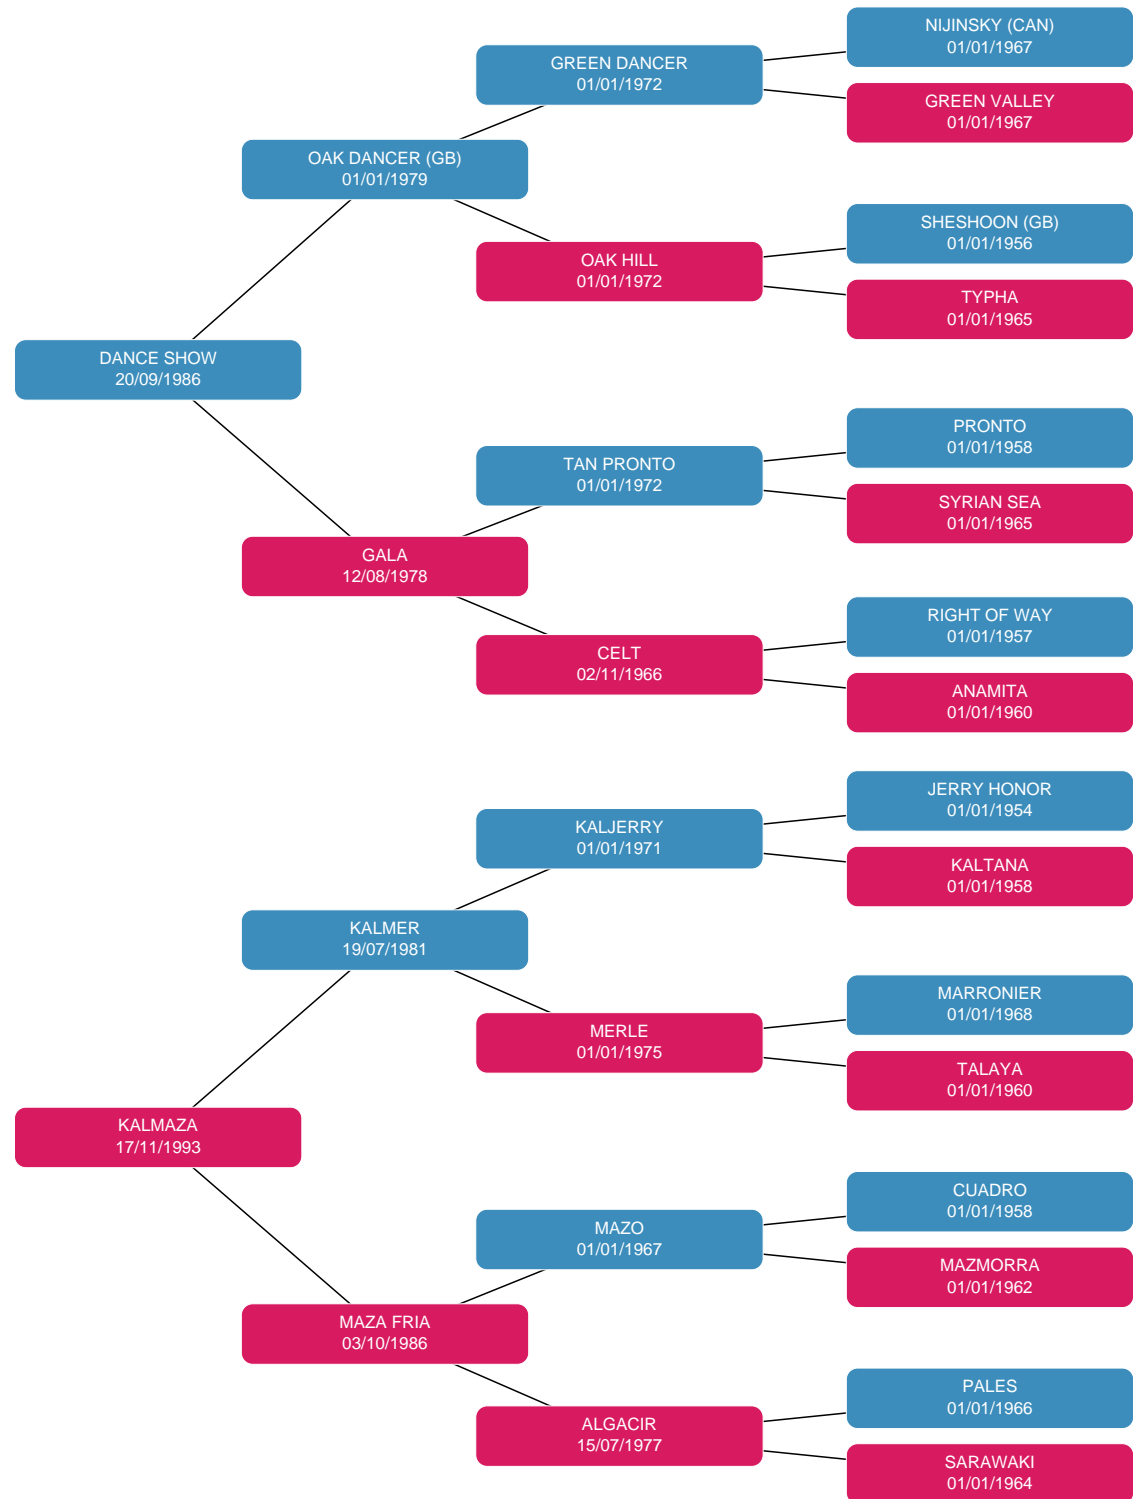 NIJINSKY (CAN)
01/01/1967
GREEN DANCER
01/01/1972
GREEN VALLEY
01/01/1967
OAK DANCER (GB)
01/01/1979
SHESHOON (GB)
01/01/1956
OAK HILL
01/01/1972
TYPHA
01/01/1965
DANCE SHOW
20/09/1986
PRONTO
01/01/1958
TAN PRONTO
01/01/1972
SYRIAN SEA
01/01/1965
GALA
12/08/1978
RIGHT OF WAY
01/01/1957
CELT
02/11/1966
ANAMITA
01/01/1960
JERRY HONOR
01/01/1954
KALJERRY
01/01/1971
KALTANA
01/01/1958
KALMER
19/07/1981
MARRONIER
01/01/1968
MERLE
01/01/1975
TALAYA
01/01/1960
KALMAZA
17/11/1993
CUADRO
01/01/1958
MAZO
01/01/1967
MAZMORRA
01/01/1962
MAZA FRIA
03/10/1986
PALES
01/01/1966
ALGACIR
15/07/1977
SARAWAKI
01/01/1964